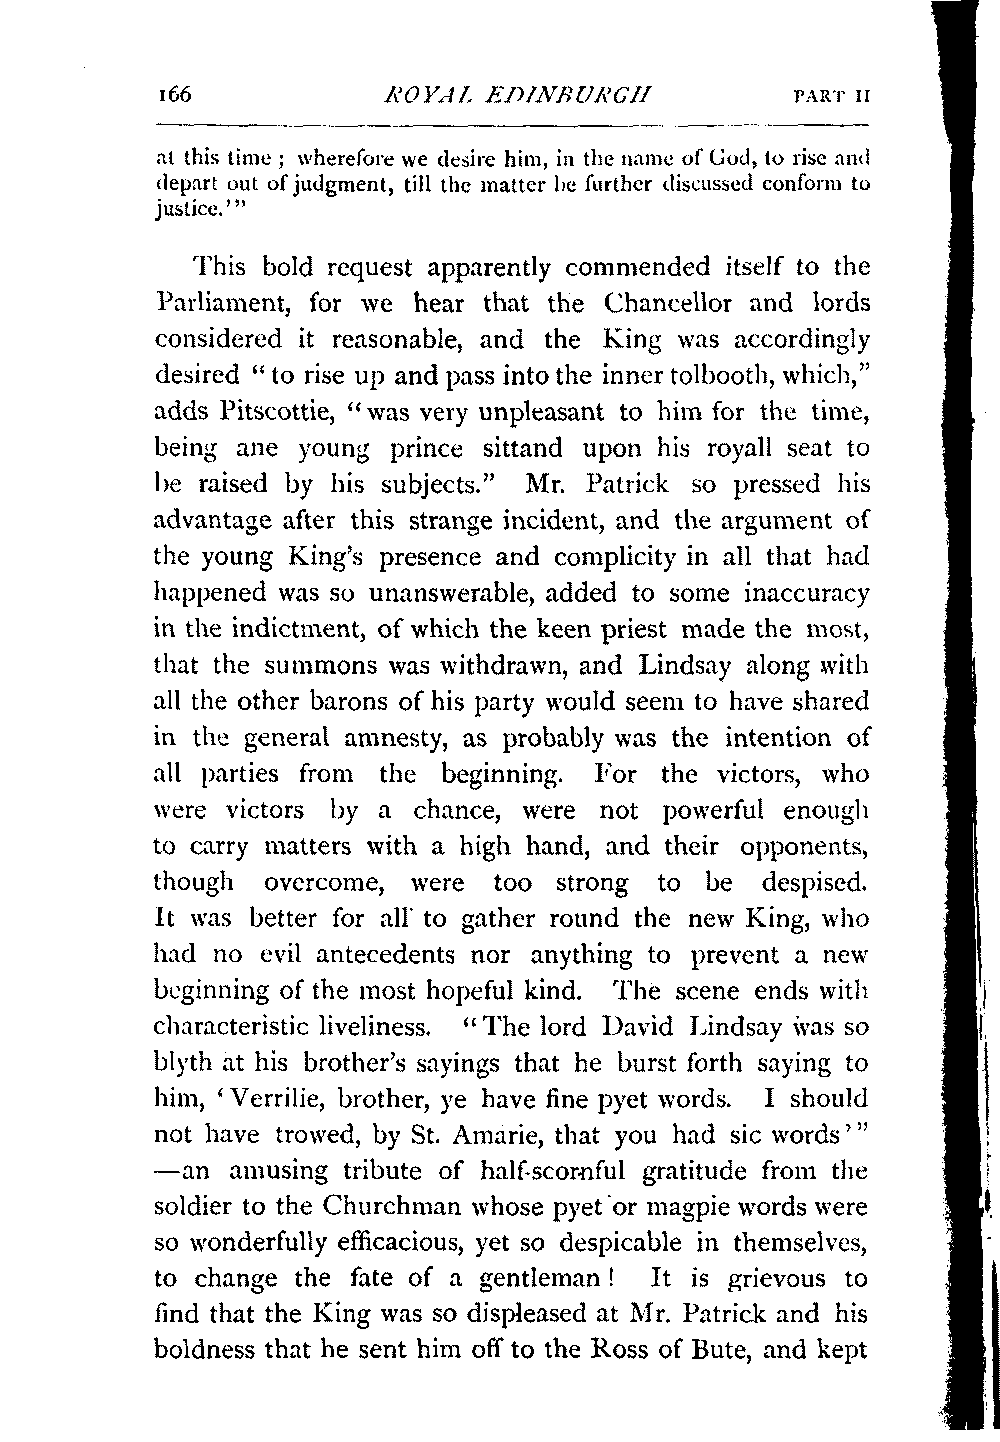 166 ROYAL EDINBURGH PART II
at this time ; wherefore we desire him, in the name of God, to rise and
depart out of judgment, till the matter be further discussed conform to
justice.'"
This bold request apparently commended itself to the
Parliament, for we hear that the Chancellor and lords
considered it reasonable, and the King was accordingly
desired "to rise up and pass into the inner tolbooth, which,"
adds Pitscottie, "was very unpleasant to him for the time,
being ane young prince sittand upon his royall seat to
be raised by his subjects." Mr. Patrick so pressed his
advantage after this strange incident, and the argument of
the young King's presence and complicity in all that had
happened was so unanswerable, added to some inaccuracy
in the indictment, of which the keen priest made the most,
that the summons was withdrawn, and Lindsay along with
all the other barons of his party would seem to have shared
in the general amnesty, as probably was the intention of
all parties from the beginning. For the victors, who
were victors by a chance, were not powerful enough
to carry matters with a high hand, and their opponents,
though overcome, were too strong to be despised.
It was better for all to gather round the new King, who
had no evil antecedents nor anything to prevent a new
beginning of the most hopeful kind. The scene ends with
characteristic liveliness. "The lord David Lindsay was so
blyth at his brother's sayings that he burst forth saying to
him, 'Verrilie, brother, ye have fine pyet words. I should
not have trowed, by St. Amarie, that you had sic words'"
—an amusing tribute of half-scornful gratitude from the
soldier to the Churchman whose pyet or magpie words were
so wonderfully efficacious, yet so despicable in themselves,
to change the fate of a gentleman ! It is grievous to
find that the King was so displeased at Mr. Patrick and his
boldness that he sent him off to the Ross of Bute, and kept